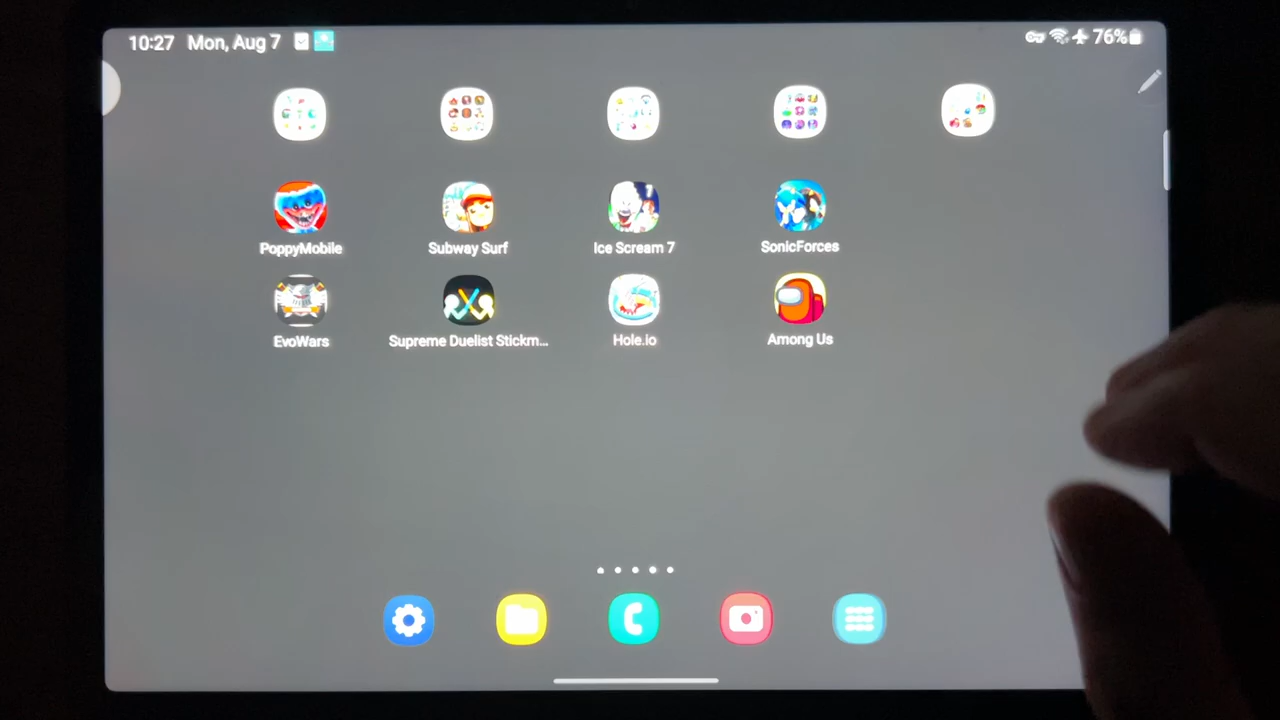 10:27 Mon, Aug 7 76%
PoppyMobile Subway Surf Ice Scream 7 SonicForces
EvoWars Supreme Duelist Stickm... Hole.io Among Us